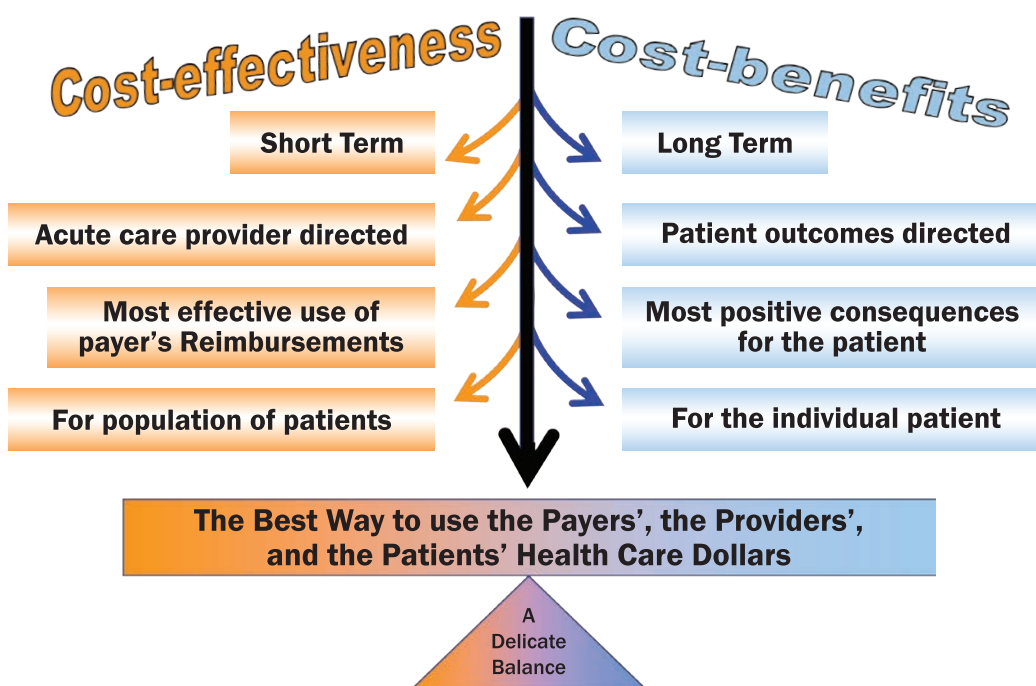 Cost-effectiveness
Cost-benefits
Short Term
Long Term
Acute care provider directed
Patient outcomes directed
Most effective use of
payer's Reimbursements
Most positive consequences
for the patient
For population of patients
For the individual patient
The Best Way to use the Payers’, the Providers’,
and the Patients’ Health Care Dollars
A
Delicate
Balance